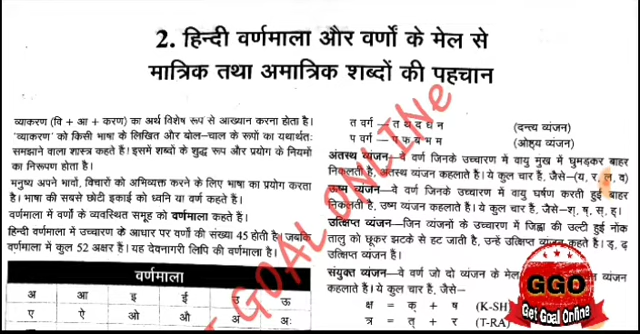 2. हिन्दी वर्णमाला और वर्णों के मेल से
मात्रिक तथा अमात्रिक शब्दों की पहचान
व्याकरण (वि + आ + करण) का अर्थ विशेष रूप से आख्यान करना होता है।
'व्याकरण' को किसी भाषा के लिखित और बोल-चाल के रूपों का यथार्थतः
समझाने वाला शास्त्र कहते हैं। इसमें शब्दों के शुद्ध रूप और प्रयोग के नियमों
का निरूपण होता है।
मनुष्य अपने भावों, विचारों को अभिव्यक्त करने के लिए भाषा का प्रयोग करता
है। भाषा की सबसे छोटी इकाई को ध्वनि या वर्ण कहते हैं।
वर्णमाला में वर्णों के व्यवस्थित समूह को वर्णमाला कहते हैं।
हिन्दी वर्णमाला में उच्चारण के आधार पर वर्णों की संख्या 45 होती है। जबकि
वर्णमाला में कुल 52 अक्षर हैं। यह देवनागरी लिपि की वर्णमाला है।
वर्णमाला
अ आ इ ई उ ऊ
ए ऐ ओ औ अ अः
त वर्ग — त थ द ध न (दन्त्य व्यंजन)
प वर्ग — प फ ब भ म (ओष्ठ्य व्यंजन)
अंतस्थ व्यंजन— वे वर्ण जिनके उच्चारण में वायु मुख में घुमड़कर बाहर
निकलती है, अंतस्थ व्यंजन कहलाते हैं। ये कुल चार है, जैसे—(य, र, ल, व)
ऊष्म व्यंजन— वे वर्ण जिनके उच्चारण में वायु घर्षण करती हुई बाहर
निकलती है, उष्म व्यंजन कहलाते हैं। ये कुल चार है, जैसे—श्, ष्, स्, ह्।
उत्क्षिप्त व्यंजन— जिन व्यंजनों के उच्चारण में जिह्वा की उल्टी हुई नोंक
तालु को छूकर झटके से हट जाती है, उन्हें उत्क्षिप्त व्यंजन कहते है। ड़, ढ़
उत्क्षिप्त व्यंजन है।
संयुक्त व्यंजन— वे वर्ण जो दो व्यंजन के मेल व्यंजन
कहलाते हैं। ये कुल चार है, जैसे—
क्ष = क् + ष (K-SH)
त्र = त् + र (T-RA)
GOAL ONLINe
GGO
Get Goal Online